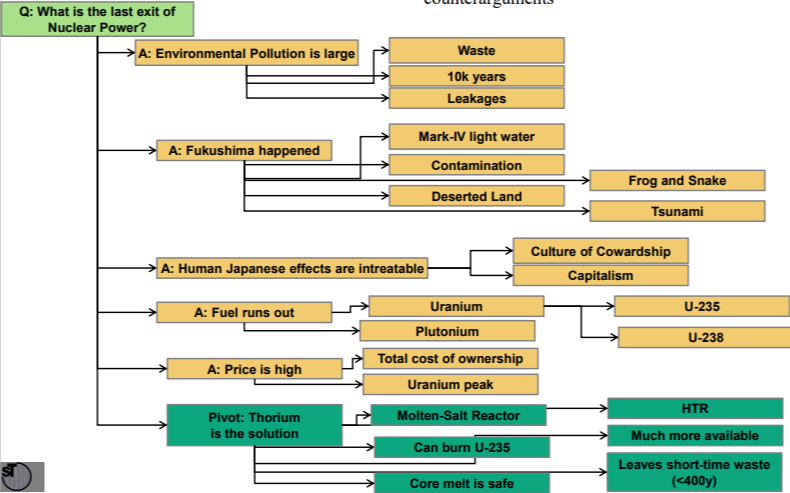 counterarguments
Q: What is the last exit of
Nuclear Power?
A: Environmental Pollution is large
Waste
10k years
Leakages
A: Fukushima happened
Mark-IV light water
Contamination
Deserted Land
Frog and Snake
Tsunami
A: Human Japanese effects are intreatable
Culture of Cowardship
Capitalism
A: Fuel runs out
Uranium
Plutonium
U-235
U-238
A: Price is high
Total cost of ownership
Uranium peak
Pivot: Thorium
is the solution
Molten-Salt Reactor
HTR
Can burn U-235
Much more available
Leaves short-time waste
(<400y)
Core melt is safe
sT